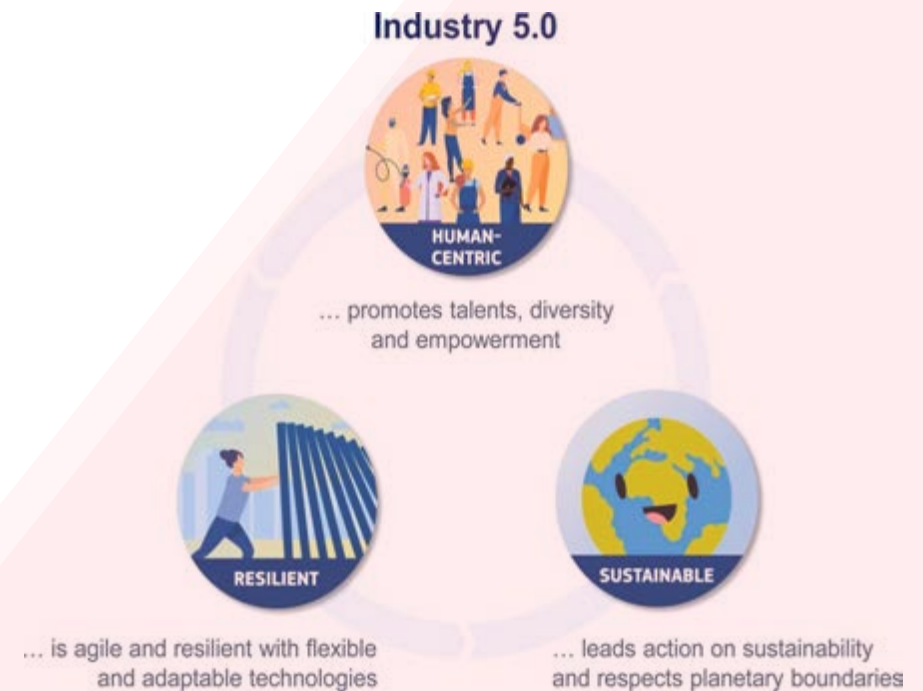 Industry 5.0
HUMAN-
CENTRIC
... promotes talents, diversity
and empowerment
RESILIENT
... is agile and resilient with flexible
and adaptable technologies
SUSTAINABLE
... leads action on sustainability
and respects planetary boundaries